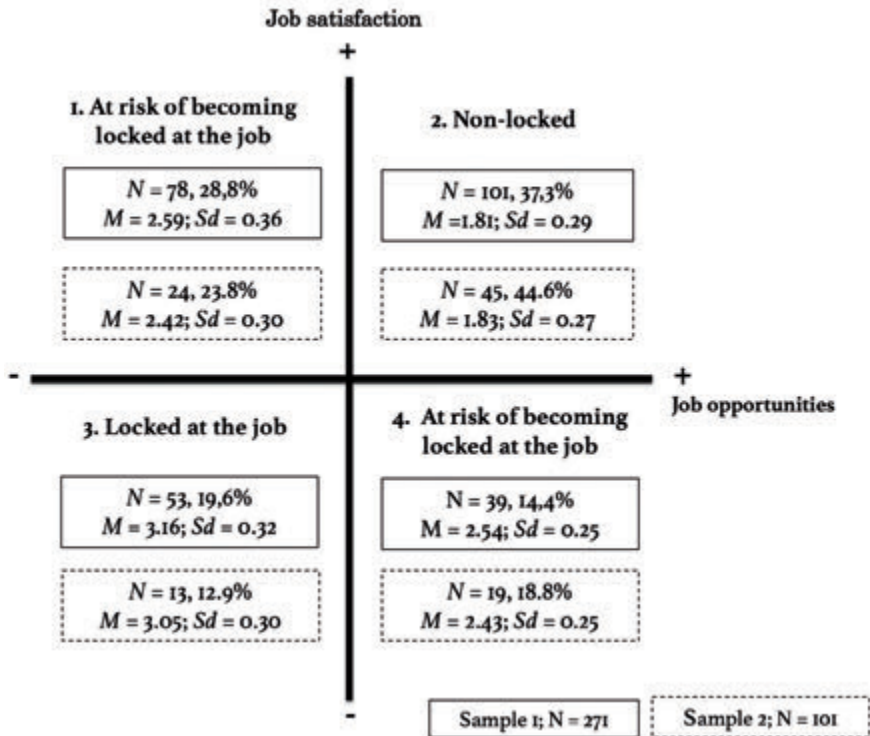 Job satisfaction
+
1. At risk of becoming
locked at the job
N = 78, 28,8%
M = 2.59; Sd = 0.36
N = 24, 23.8%
M = 2.42; Sd = 0.30
2. Non-locked
N = 101, 37,3%
M =1.81; Sd = 0.29
N = 45, 44.6%
M = 1.83; Sd = 0.27
-
+
Job opportunities
3. Locked at the job
N = 53, 19,6%
M = 3.16; Sd = 0.32
N = 13, 12.9%
M = 3.05; Sd = 0.30
4. At risk of becoming
locked at the job
N = 39, 14,4%
M = 2.54; Sd = 0.25
N = 19, 18.8%
M = 2.43; Sd = 0.25
-
Sample 1; N = 271
Sample 2; N = 101